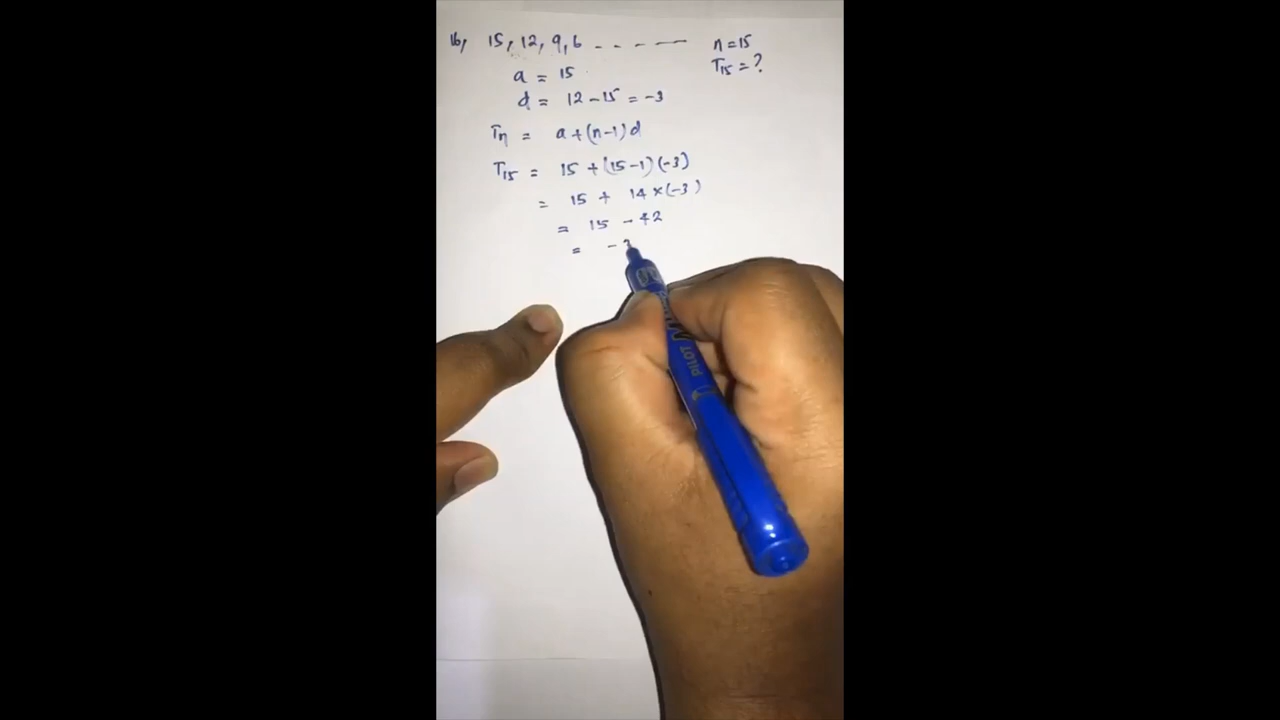 16, 15, 12, 9, 6 - - - — n = 15
T15 = ?
a = 15
d = 12 - 15 = -3
Tn = a + (n-1) d
T15 = 15 + (15-1) (-3)
= 15 + 14 × (-3)
= 15 - 42
= - 2
PILOT